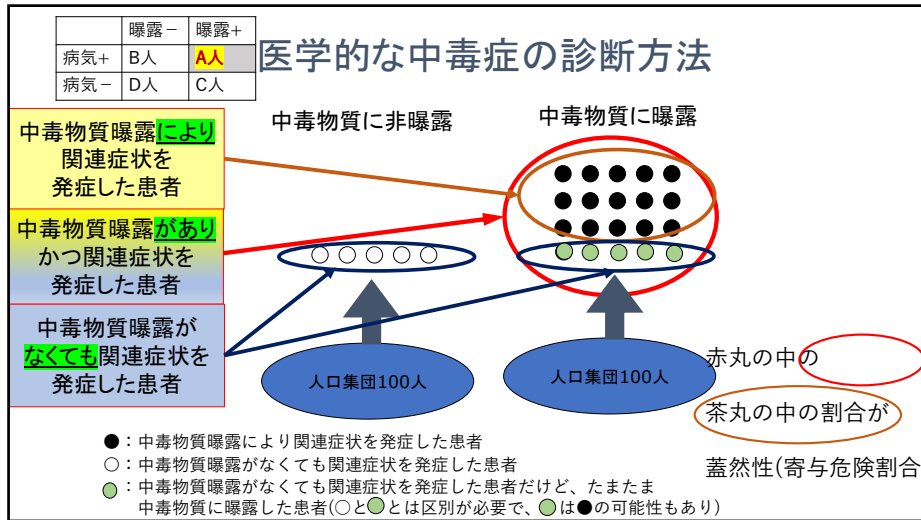 曝露－ 曝露+
病気+ B人 A人
病気－ D人 C人
医学的な中毒症の診断方法
中毒物質曝露により
関連症状を
発症した患者
中毒物質曝露があり
かつ関連症状を
発症した患者
中毒物質曝露が
なくても関連症状を
発症した患者
中毒物質に非曝露
中毒物質に曝露
人口集団100人
人口集団100人
赤丸の中の
茶丸の中の割合が
蓋然性(寄与危険割合
●：中毒物質曝露により関連症状を発症した患者
○：中毒物質曝露がなくても関連症状を発症した患者
●：中毒物質曝露がなくても関連症状を発症した患者だけど、たまたま
中毒物質に曝露した患者(○と●とは区別が必要で、●は●の可能性もあり)